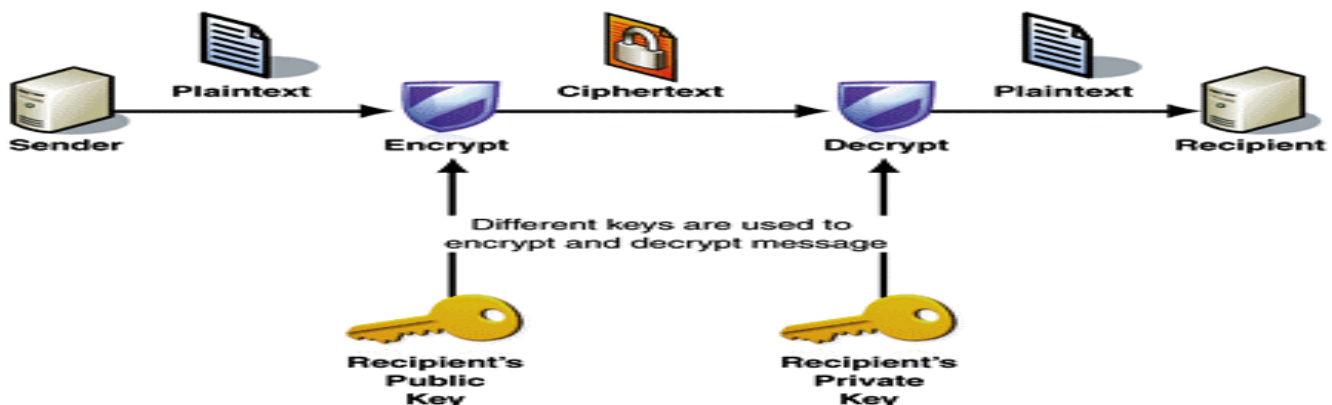 Plaintext
Ciphertext
Plaintext
Sender
Encrypt
Decrypt
Recipient
Different keys are used to
encrypt and decrypt message
Recipient's
Public
Key
Recipient's
Private
Key